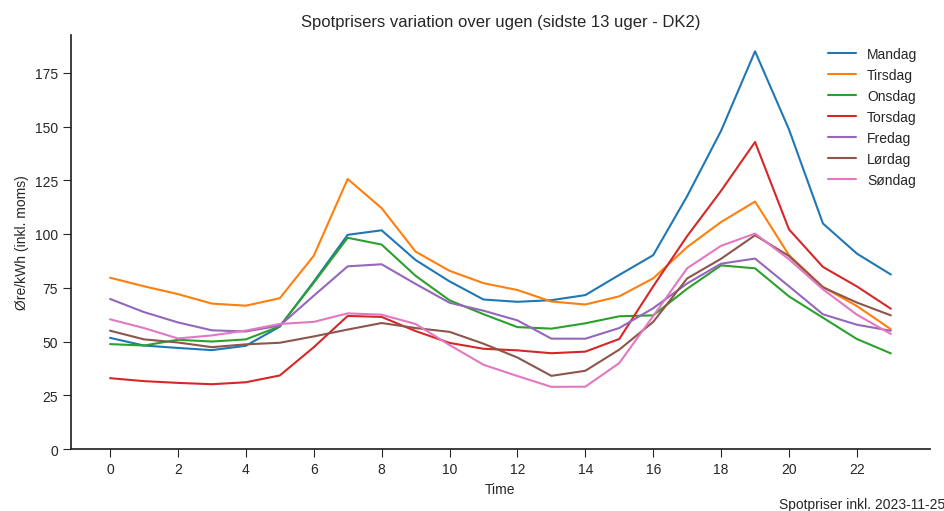 Spotprisers variation over ugen (sidste 13 uger - DK2)
Mandag
Tirsdag
Onsdag
Torsdag
Fredag
Lørdag
Søndag
Øre/kWh (inkl. moms)
175
150
125
100
75
50
25
0
0 2 4 6 8 10 12 14 16 18 20 22
Time
Spotpriser inkl. 2023-11-25